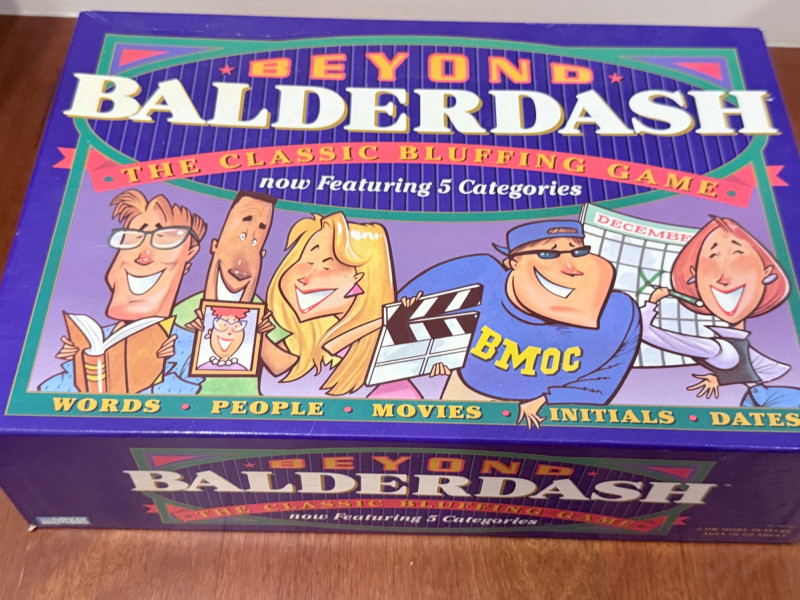 BEYOND
BALDERDASH
THE CLASSIC BLUFFING GAME
now Featuring 5 Categories
DECEMBE
BMOC
WORDS • PEOPLE • MOVIES • INITIALS • DATES
BEYOND
BALDERDASH
THE CLASSIC BLUFFING GAME
now Featuring 5 Categories